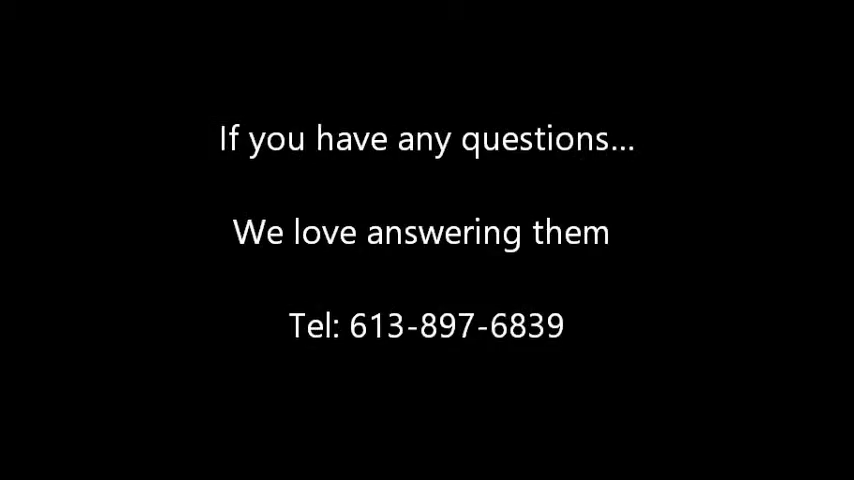 If you have any questions...
We love answering them
Tel: 613-897-6839